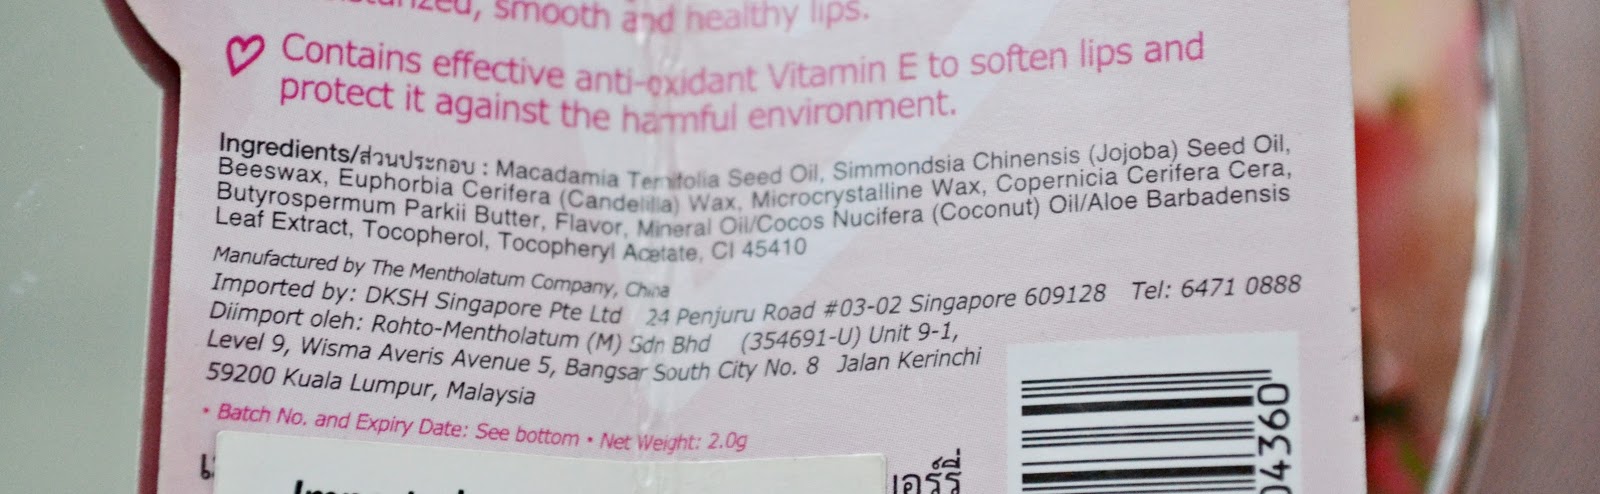 smooth and healthy lips.
Contains effective anti-oxidant Vitamin E to soften lips and
protect it against the harmful environment.
Ingredients/ส่วนประกอบ : Macadamia Ternifolia Seed Oil, Simmondsia Chinensis (Jojoba) Seed Oil,
Beeswax, Euphorbia Cerifera (Candelilla) Wax, Microcrystalline Wax, Copernicia Cerifera Cera,
Butyrospermum Parkii Butter, Flavor, Mineral Oil/Cocos Nucifera (Coconut) Oil/Aloe Barbadensis
Leaf Extract, Tocopherol, Tocopheryl Acetate, CI 45410
Manufactured by The Mentholatum Company, China
Imported by: DKSH Singapore Pte Ltd 24 Penjuru Road #03-02 Singapore 609128 Tel: 6471 0888
Diimport oleh: Rohto-Mentholatum (M) Sdn Bhd (354691-U) Unit 9-1,
Level 9, Wisma Averis Avenue 5, Bangsar South City No. 8 Jalan Kerinchi
59200 Kuala Lumpur, Malaysia
• Batch No. and Expiry Date: See bottom • Net Weight: 2.0g
04360